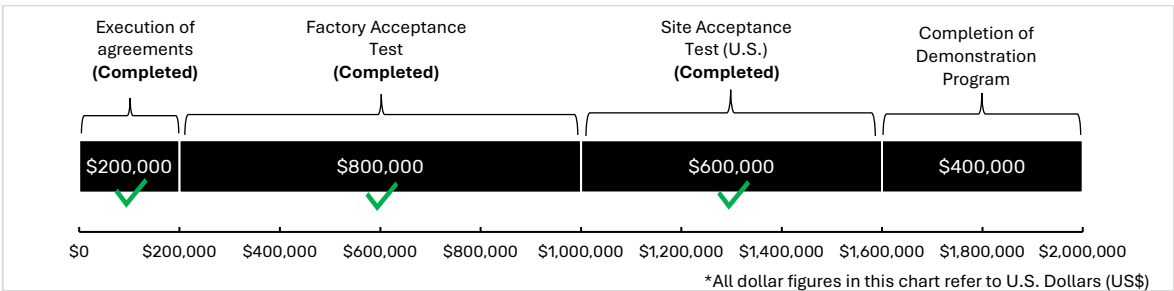 Execution of
agreements
(Completed)
Factory Acceptance
Test
(Completed)
Site Acceptance
Test (U.S.)
(Completed)
Completion of
Demonstration
Program
$200,000
$800,000
$600,000
$400,000
$0
$200,000
$400,000
$600,000
$800,000
$1,000,000
$1,200,000
$1,400,000
$1,600,000
$1,800,000
$2,000,000
*All dollar figures in this chart refer to U.S. Dollars (US$)